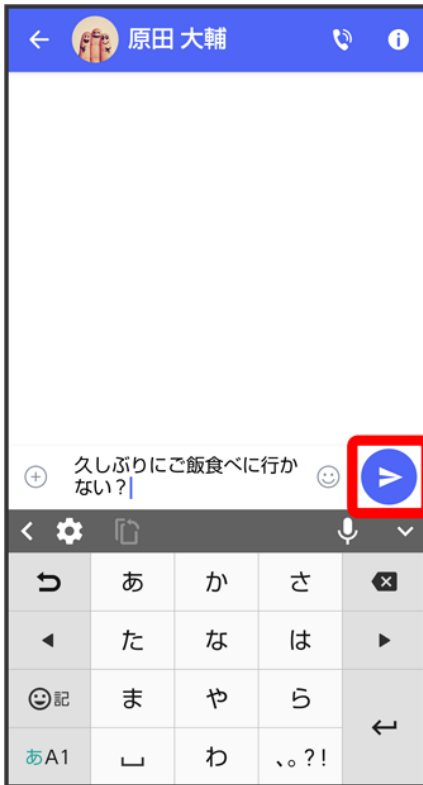 原田 大輔
久しぶりにご飯食べに行か
ない？
あ か さ
た な は
記 ま や ら
あA1 わ 、。?!